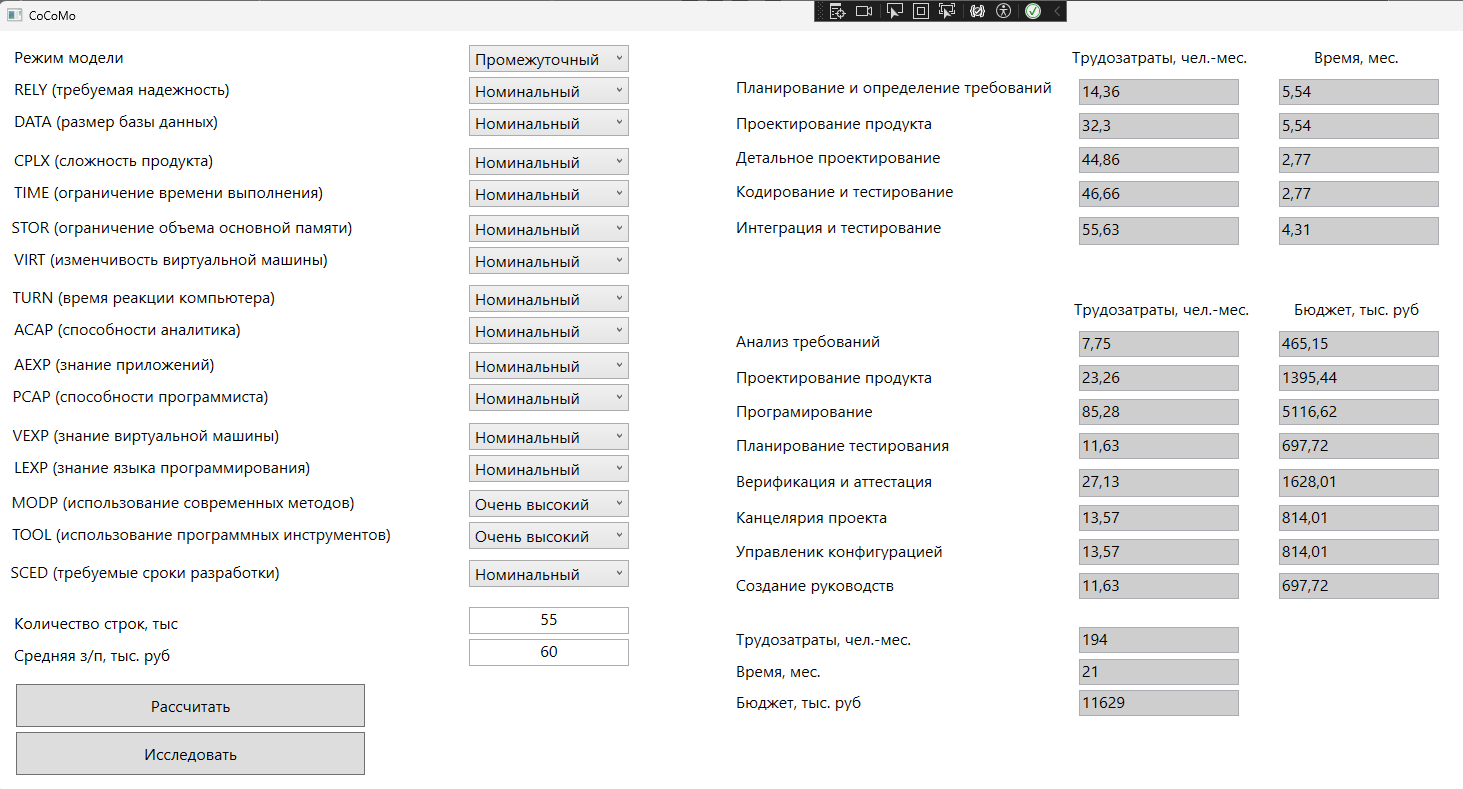 CoCoMo
Режим модели Промежуточный
RELY (требуемая надежность) Номинальный
DATA (размер базы данных) Номинальный
CPLX (сложность продукта) Номинальный
TIME (ограничение времени выполнения) Номинальный
STOR (ограничение объема основной памяти) Номинальный
VIRT (изменчивость виртуальной машины) Номинальный
TURN (время реакции компьютера) Номинальный
ACAP (способности аналитика) Номинальный
AEXP (знание приложений) Номинальный
PCAP (способности программиста) Номинальный
VEXP (знание виртуальной машины) Номинальный
LEXP (знание языка программирования) Номинальный
MODP (использование современных методов) Очень высокий
TOOL (использование программных инструментов) Очень высокий
SCED (требуемые сроки разработки) Номинальный
Количество строк, тыс 55
Средняя з/п, тыс. руб 60
Рассчитать
Исследовать
Трудозатраты, чел.-мес. Время, мес.
Планирование и определение требований 14,36 5,54
Проектирование продукта 32,3 5,54
Детальное проектирование 44,86 2,77
Кодирование и тестирование 46,66 2,77
Интеграция и тестирование 55,63 4,31
Трудозатраты, чел.-мес. Бюджет, тыс. руб
Анализ требований 7,75 465,15
Проектирование продукта 23,26 1395,44
Програмирование 85,28 5116,62
Планирование тестирования 11,63 697,72
Верификация и аттестация 27,13 1628,01
Канцелярия проекта 13,57 814,01
Управленик конфигурацией 13,57 814,01
Создание руководств 11,63 697,72
Трудозатраты, чел.-мес. 194
Время, мес. 21
Бюджет, тыс. руб 11629